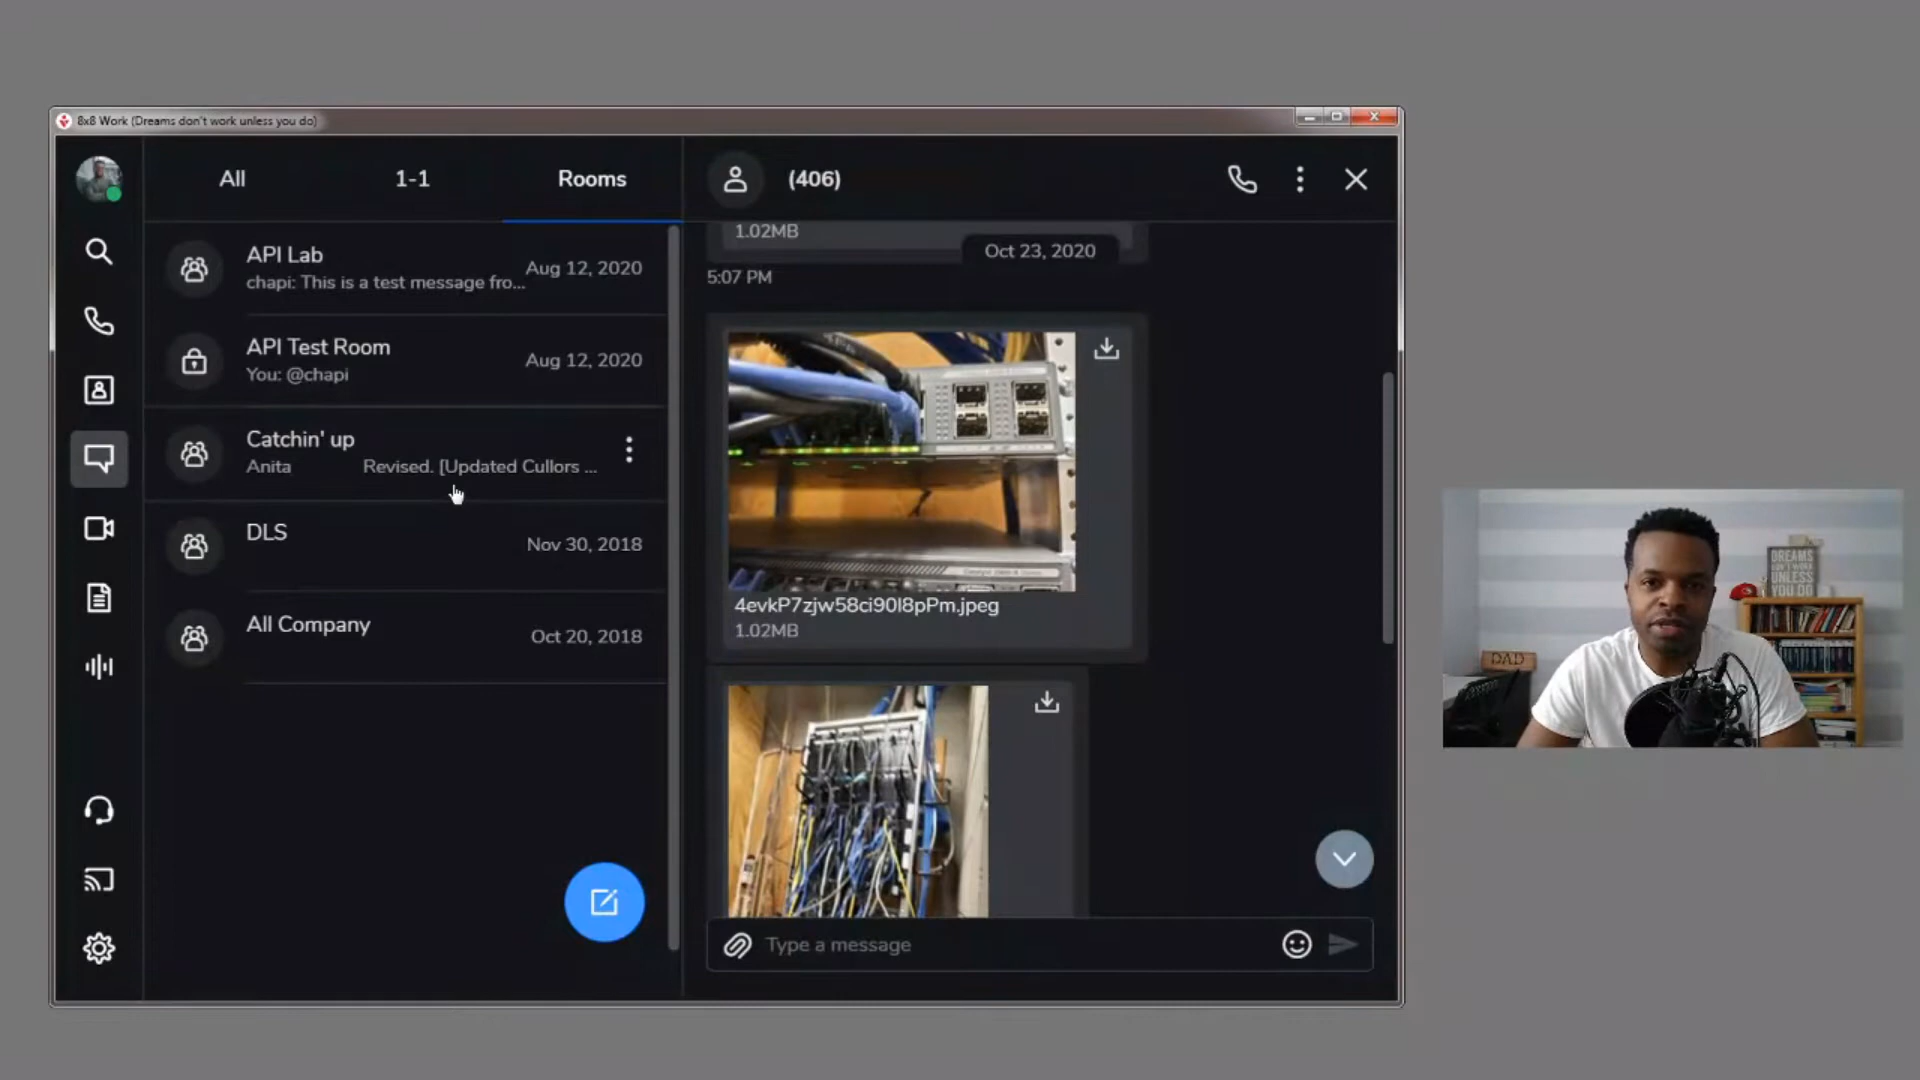 8x8 Work (Dreams don't work unless you do)
All
1-1
Rooms
API Lab
chapi: This is a test message fro...
Aug 12, 2020
API Test Room
You: @chapi
Aug 12, 2020
Catchin' up
Anita Revised. [Updated Cullors ...
DLS
Nov 30, 2018
All Company
Oct 20, 2018
(406)
1.02MB
Oct 23, 2020
5:07 PM
4evkP7zjw58ci90l8pPm.jpeg
1.02MB
Type a message
DREAMS
DON'T WORK
UNLESS
YOU DO
DAD